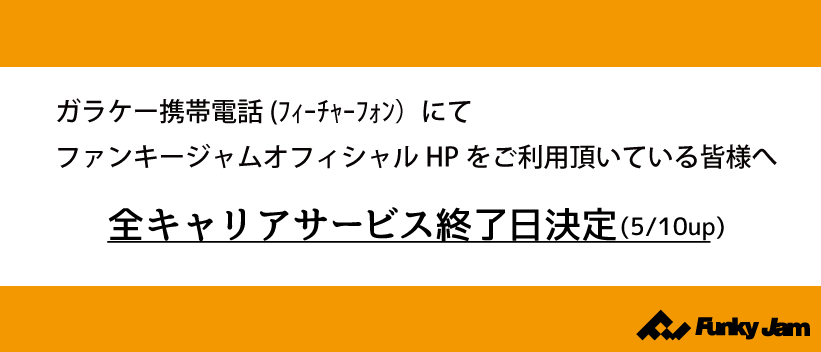 ガラケー携帯電話(ﾌｨｰﾁｬｰﾌｫﾝ）にて
ファンキージャムオフィシャルHPをご利用頂いている皆様へ
全キャリアサービス終了日決定(5/10up)
Funky Jam